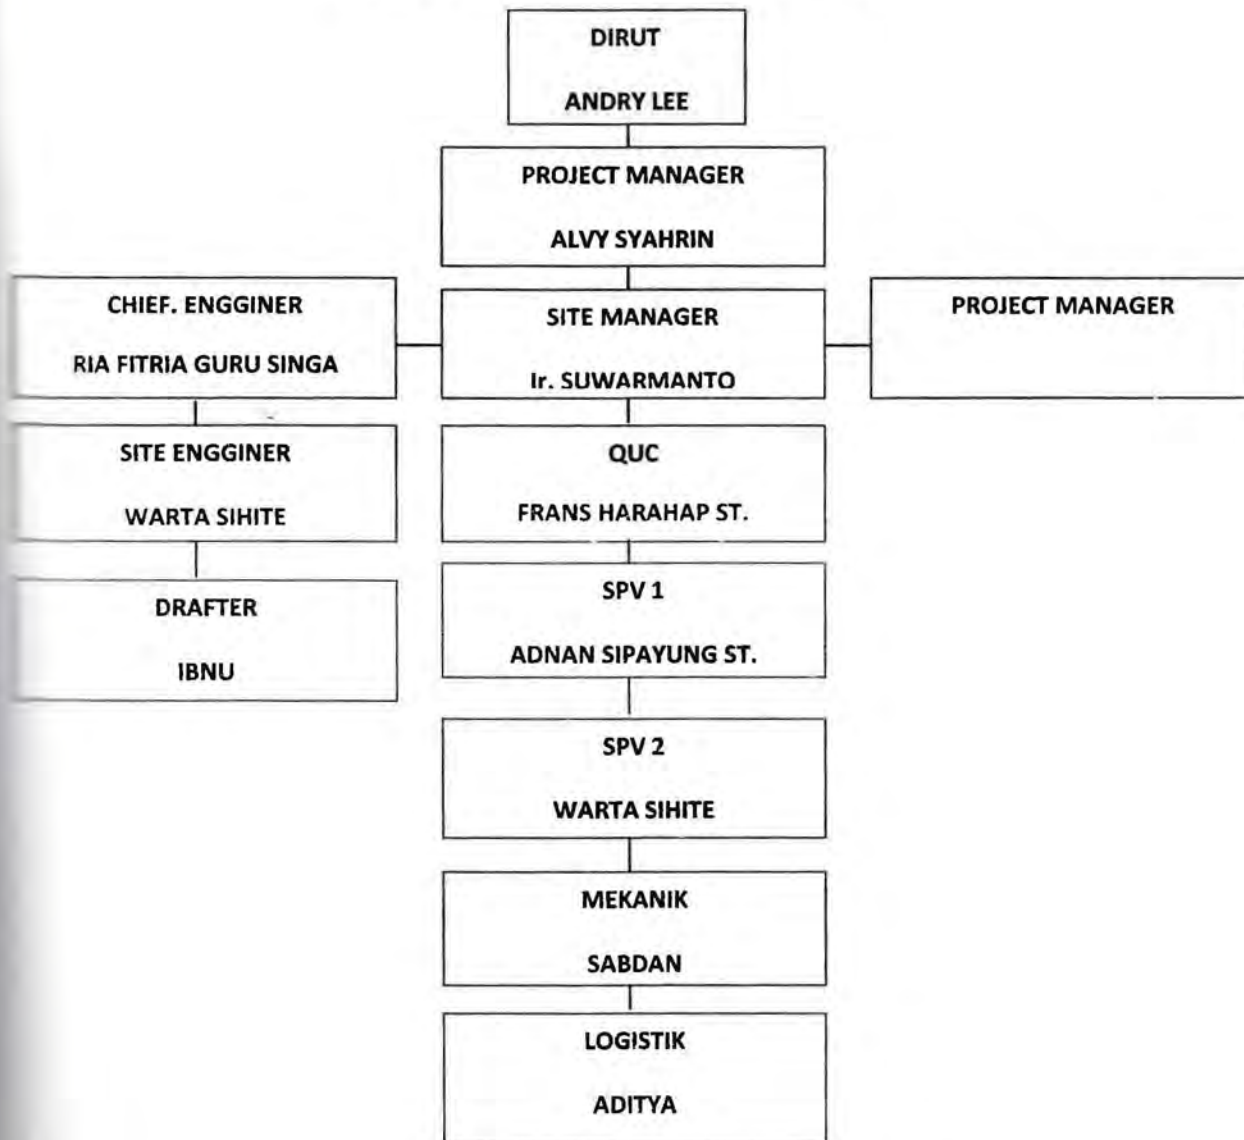 DIRUT
ANDRY LEE
PROJECT MANAGER
ALVY SYAHRIN
CHIEF. ENGGINER
RIA FITRIA GURU SINGA
SITE MANAGER
Ir. SUWARMANTO
PROJECT MANAGER
SITE ENGGINER
WARTA SIHITE
QUC
FRANS HARAHAP ST.
DRAFTER
IBNU
SPV 1
ADNAN SIPAYUNG ST.
SPV 2
WARTA SIHITE
MEKANIK
SABDAN
LOGISTIK
ADITYA